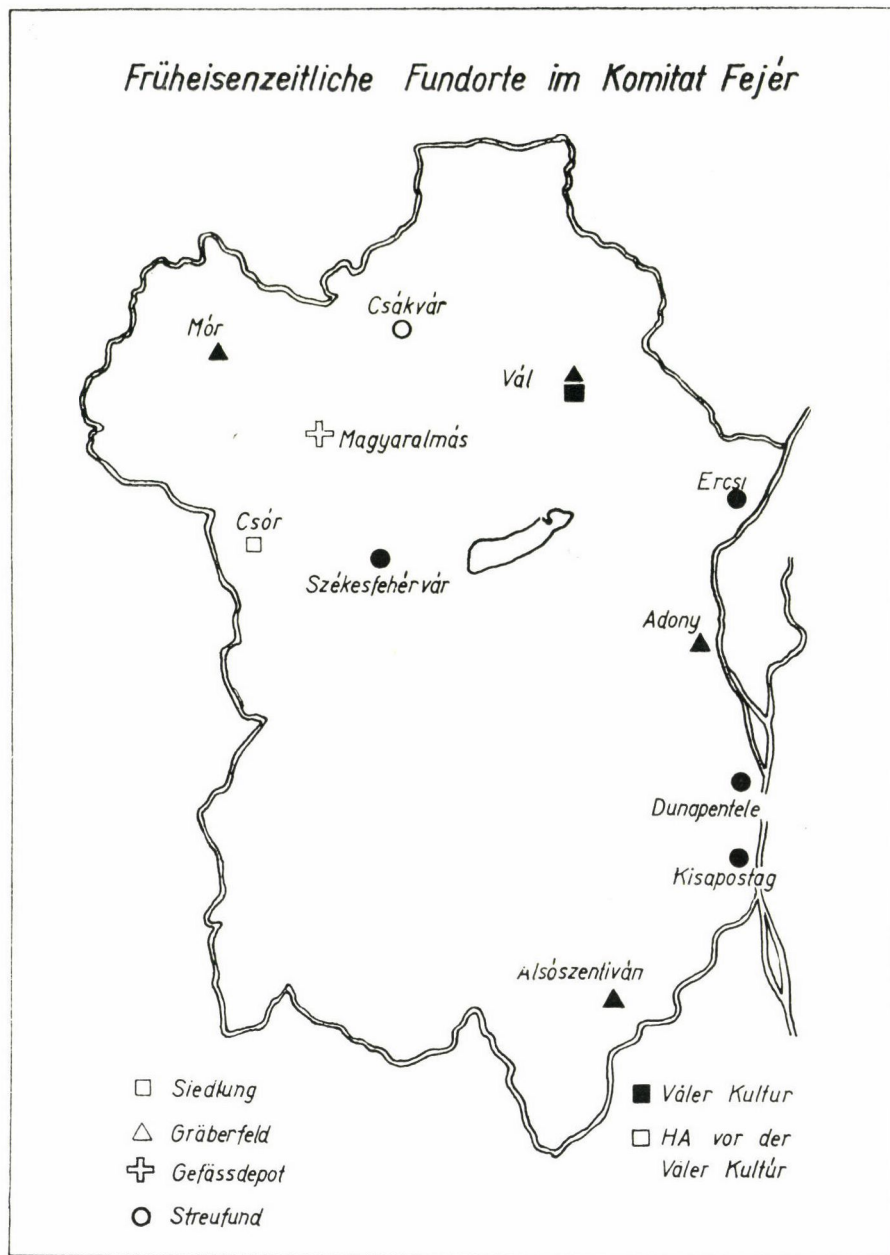 Früheisenzeitliche Fundorte im Komitat Fejér
Csákvár
Mór
Vál
Magyaralmás
Ercsi
Csór
Székesfehérvár
Adony
Dunapentele
Kisapostag
Alsószentiván
Siedlung
Gräberfeld
Gefässdepot
Streufund
Váler Kultur
HA vor der
Váler Kultúr